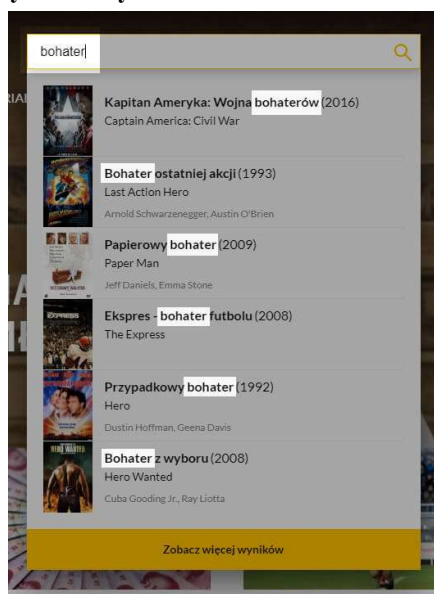 bohater
Kapitan Ameryka: Wojna bohaterów (2016)
Captain America: Civil War
Bohater ostatniej akcji (1993)
Last Action Hero
Arnold Schwarzenegger, Austin O'Brien
Papierowy bohater (2009)
Paper Man
Jeff Daniels, Emma Stone
Ekspres - bohater futbolu (2008)
The Express
Przypadkowy bohater (1992)
Hero
Dustin Hoffman, Geena Davis
HERO WANTED
Bohater z wyboru (2008)
Hero Wanted
Cuba Gooding Jr., Ray Liotta
Zobacz więcej wyników